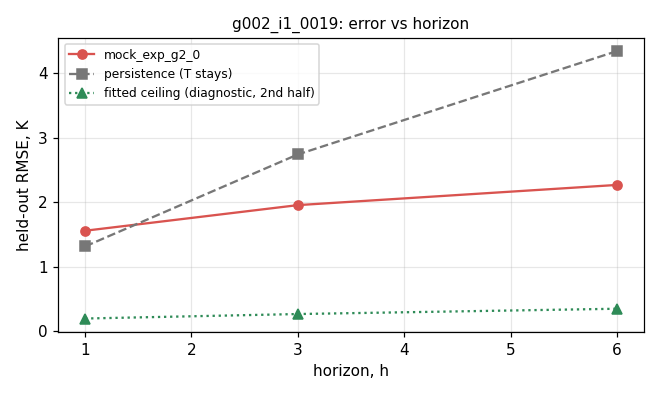 g002_i1_0019: error vs horizon
mock_exp_g2_0
persistence (T stays)
fitted ceiling (diagnostic, 2nd half)
held-out RMSE, K
4
3
2
1
0
1
2
3
4
5
6
horizon, h